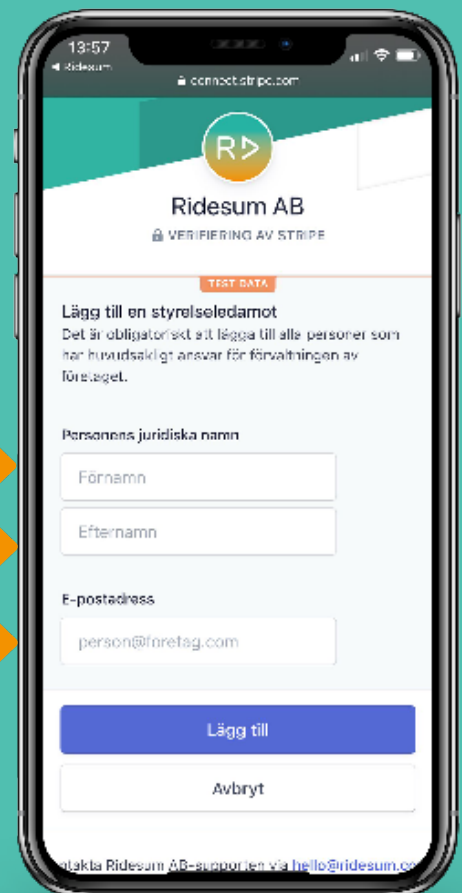 13:57
◀ Ridesum
connect.stripe.com
R▷
Ridesum AB
VERIFIERING AV STRIPE
TEST DATA
Lägg till en styrelseledamot
Det är obligatoriskt att lägga till alla personer som
har huvudsakligt ansvar för förvaltningen av
företaget.
Personens juridiska namn
Förnamn
Efternamn
E-postadress
person@foretag.com
Lägg till
Avbryt
ntakta Ridesum AB-supporten via hello@ridesum.co